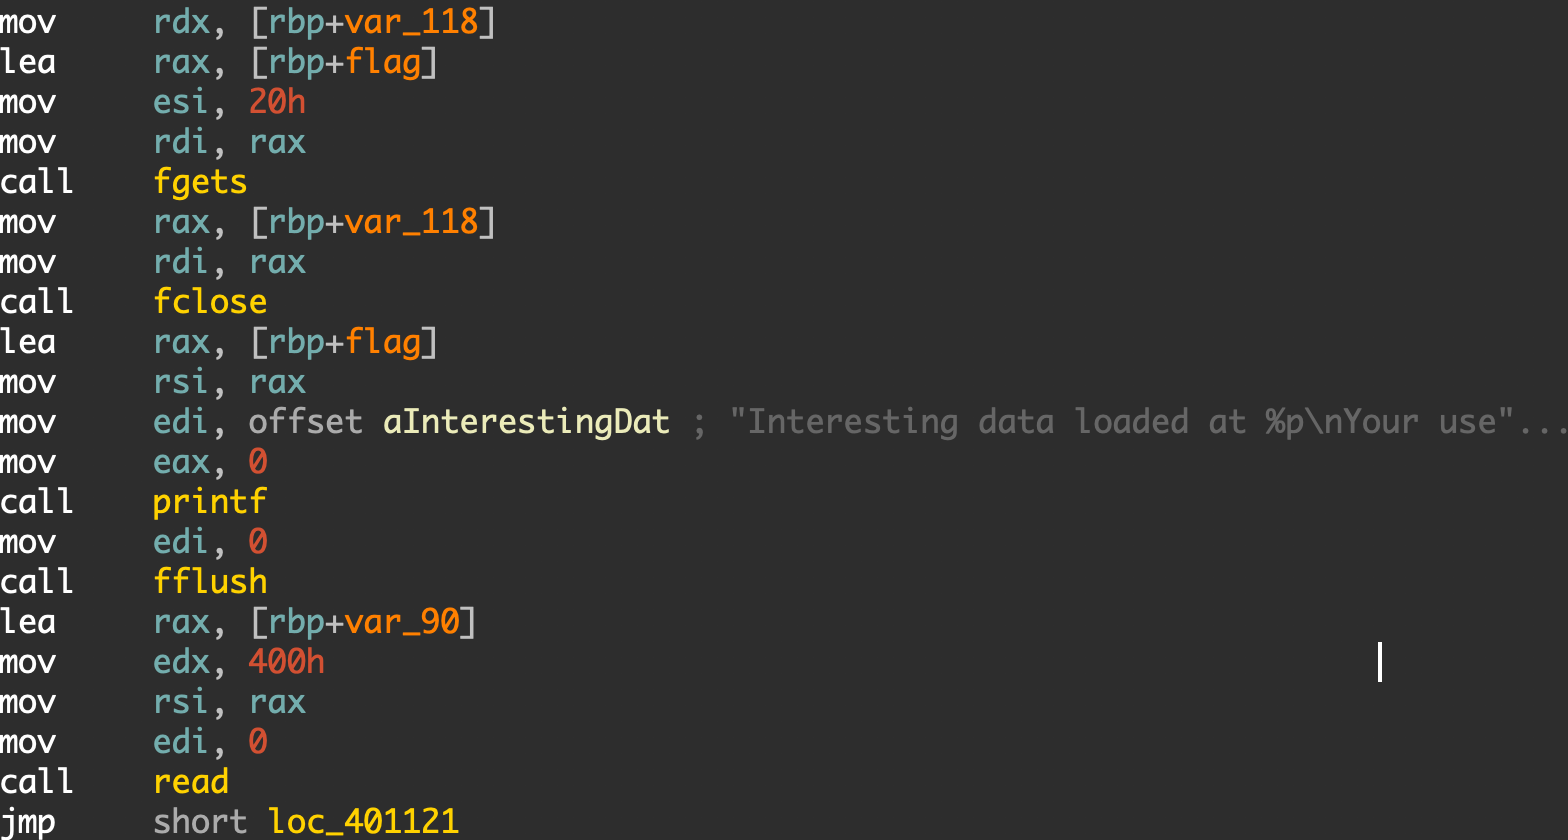 mov rdx, [rbp+var_118]
lea rax, [rbp+flag]
mov esi, 20h
mov rdi, rax
call fgets
mov rax, [rbp+var_118]
mov rdi, rax
call fclose
lea rax, [rbp+flag]
mov rsi, rax
mov edi, offset aInterestingDat ; "Interesting data loaded at %p\nYour use"...
mov eax, 0
call printf
mov edi, 0
call fflush
lea rax, [rbp+var_90]
mov edx, 400h
mov rsi, rax
mov edi, 0
call read
jmp short loc_401121